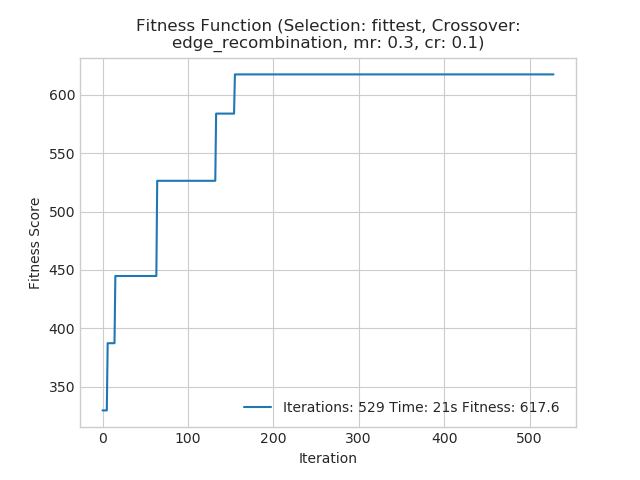 Fitness Function (Selection: fittest, Crossover:
edge_recombination, mr: 0.3, cr: 0.1)
Fitness Score
600
550
500
450
400
350
Iterations: 529 Time: 21s Fitness: 617.6
0 100 200 300 400 500
Iteration